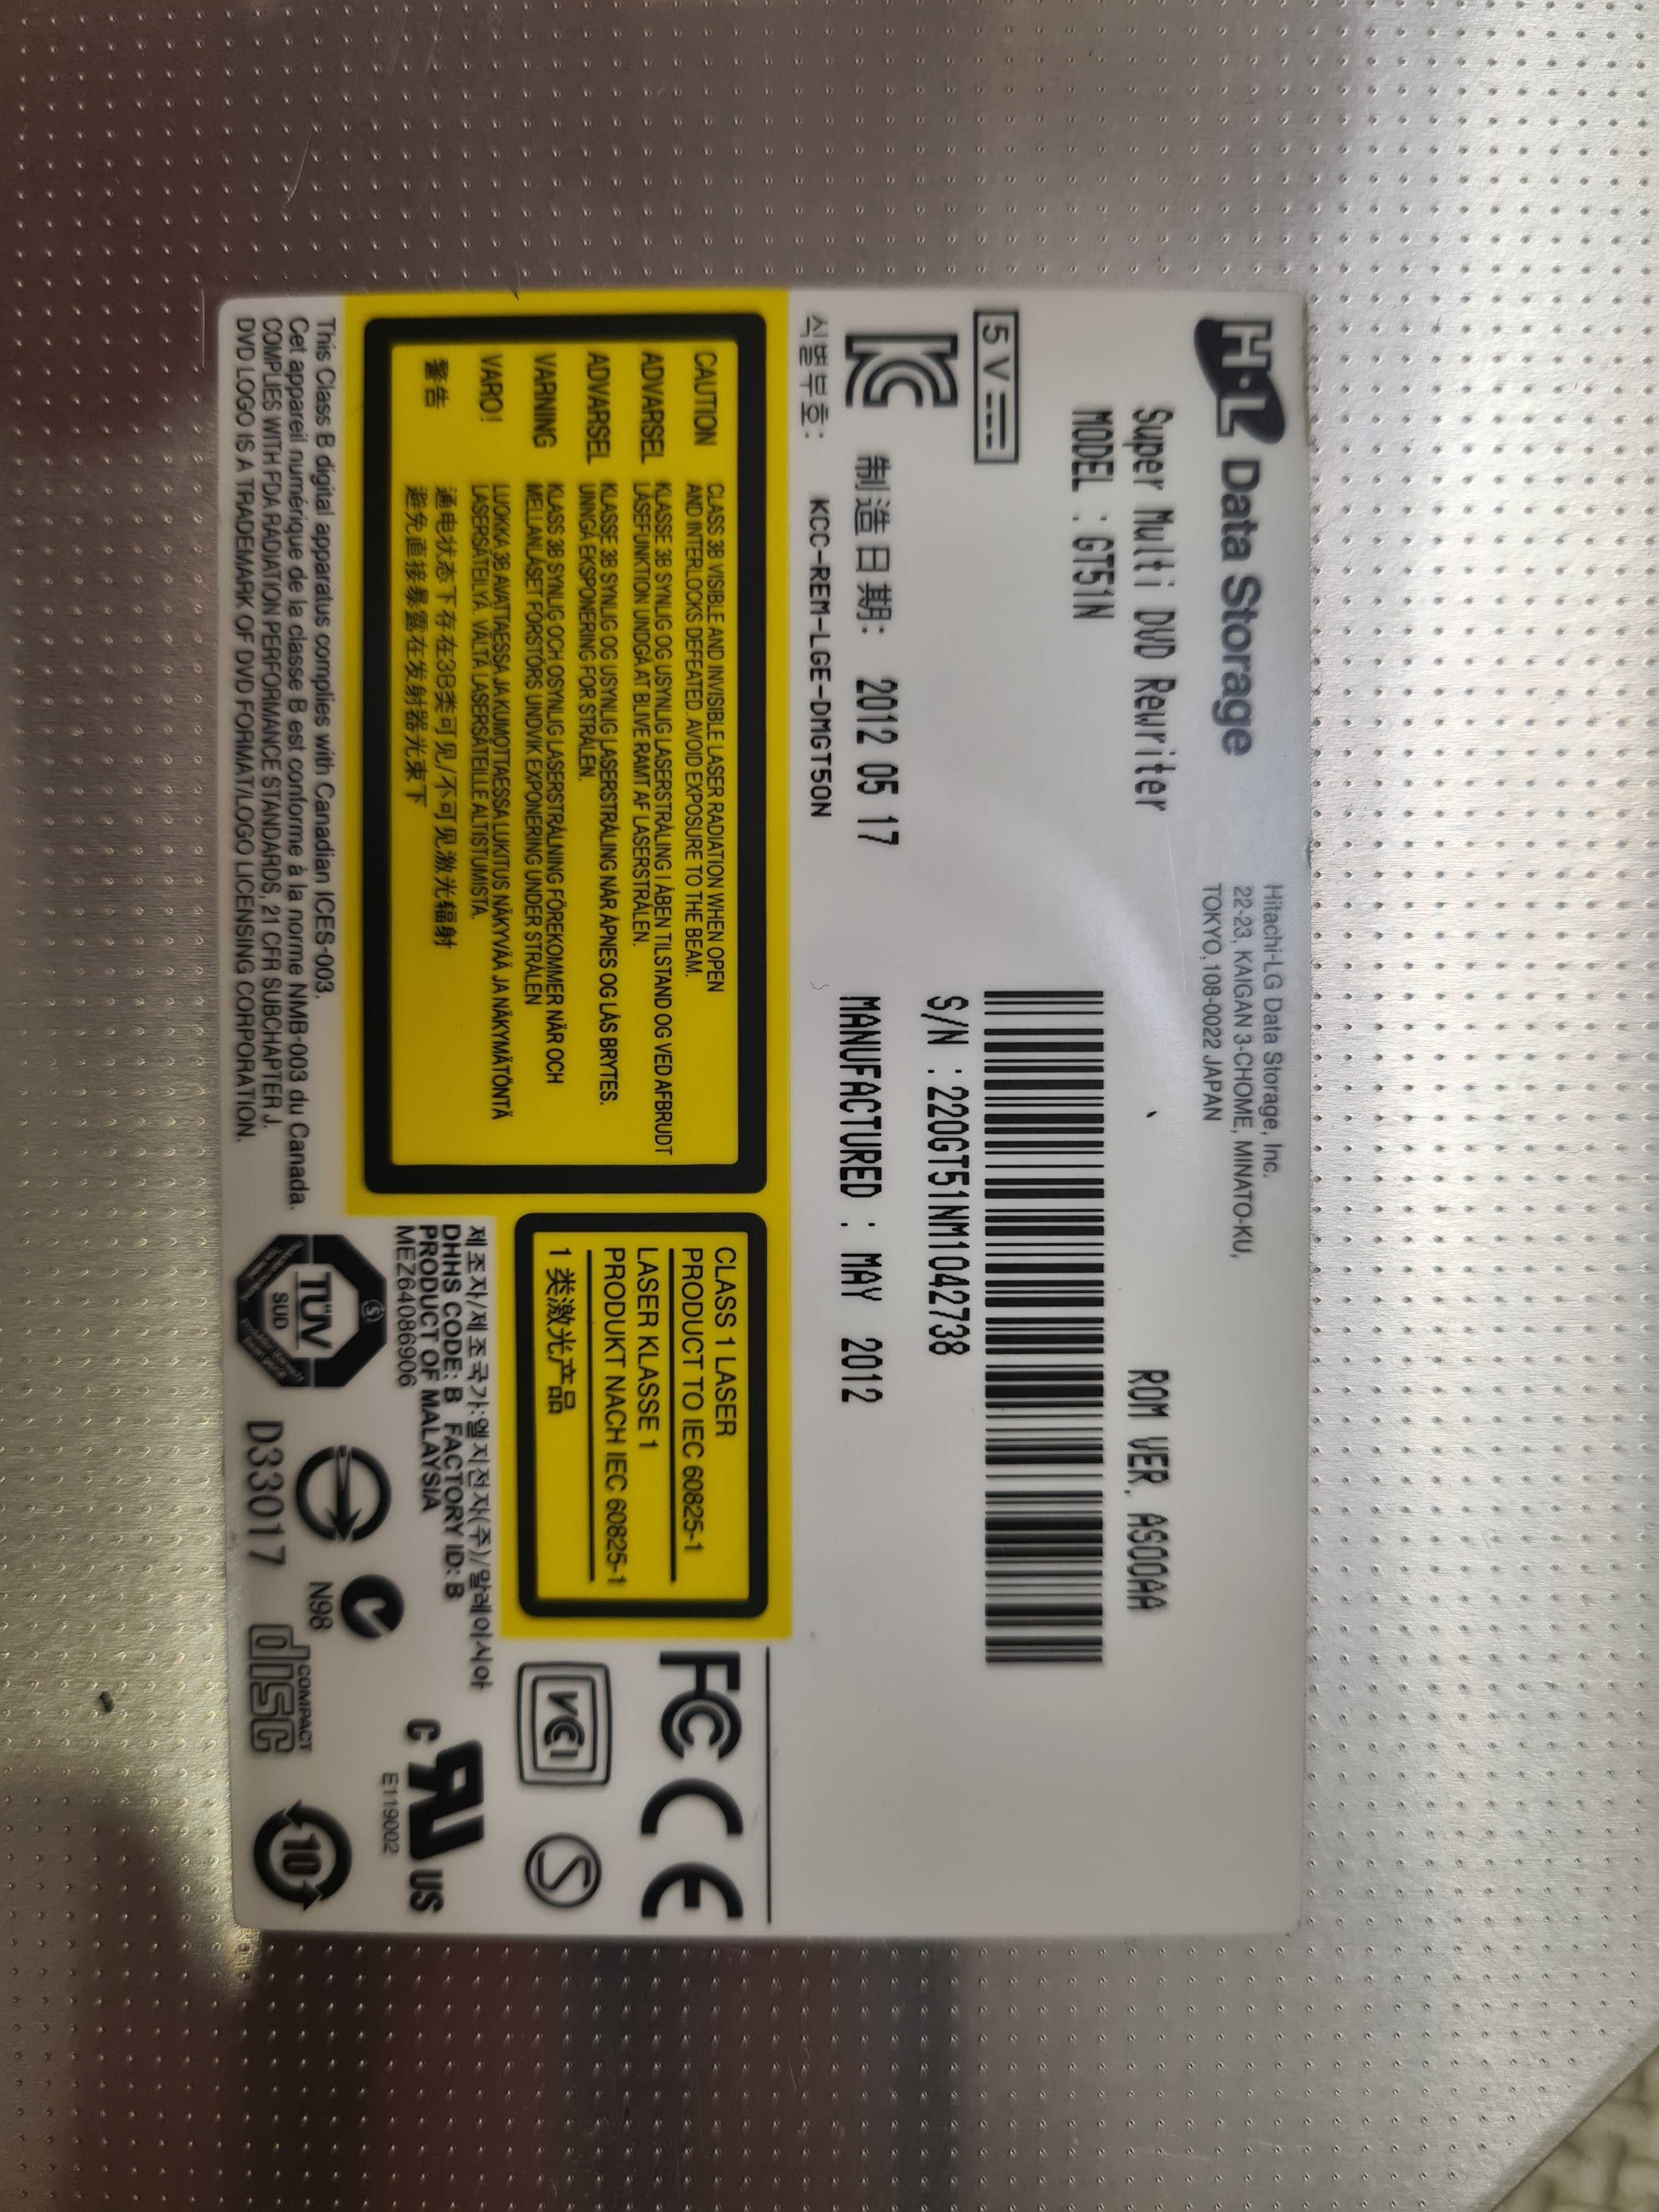 H·L Data Storage
Hitachi-LG Data Storage, Inc.
22-23, KAIGAN 3-CHOME, MINATO-KU,
TOKYO, 108-0022 JAPAN
Super Multi DVD Rewriter
MODEL : GT51N
ROM VER. AS00AA
5 V
S/N : 220GT51NM1042738
制造日期: 2012 05 17
MANUFACTURED : MAY 2012
식별부호: KCC-REM-LGE-DMGT50N
CAUTION CLASS 3B VISIBLE AND INVISIBLE LASER RADIATION WHEN OPEN
AND INTERLOCKS DEFEATED. AVOID EXPOSURE TO THE BEAM.
ADVARSEL KLASSE 3B SYNLIG OG USYNLIG LASERSTRÅLING I ÅBEN TILSTAND OG VED AFBRUDT
LÅSEFUNKTION UNDGÅ AT BLIVE RAMT AF LASERSTRÅLEN.
ADVARSEL KLASSE 3B SYNLIG OG USYNLIG LASERSTRÅLING NÅR ÅPNES OG LÅS BRYTES.
UNNGÅ EKSPONERING FOR STRÅLEN.
VARNING KLASS 3B SYNLIG OCH OSYNLIG LASERSTRÅLNING FÖREKOMMER NÄR OCH
MELLANLÅSET FÖRSTÖRS UNDVIK EXPONERING UNDER STRÅLEN
VARO! LUOKKA 3B AVATTAESSA JA KUMOTTAESSA LUKITUS NÄKYVÄÄ JA NÄKYMÄTÖNTÄ
LASERSÄTEILYÄ. VÄLTÄ LASERSÄTEILLE ALTISTUMISTA.
警告 通电状态下存在3B类可见/不可见激光辐射
避免直接暴露在发射器光束下
CLASS 1 LASER
PRODUCT TO IEC 60825-1
LASER KLASSE 1
PRODUKT NACH IEC 60825-1
1 类激光产品
FC CE
VCI
제조자/제조국가:엘지전자(주)/말레이시아
DHHS CODE: B FACTORY ID: B
PRODUCT OF MALAYSIA
MEZ64086906
C US
E119002
This Class B digital apparatus complies with Canadian ICES-003.
Cet appareil numérique de la classe B est conforme à la norme NMB-003 du Canada.
COMPLIES WITH FDA RADIATION PERFORMANCE STANDARDS, 21 CFR SUBCHAPTER J.
DVD LOGO IS A TRADEMARK OF DVD FORMAT/LOGO LICENSING CORPORATION.
TÜV
SÜD
D33017
N98
COMPACT
disc
10